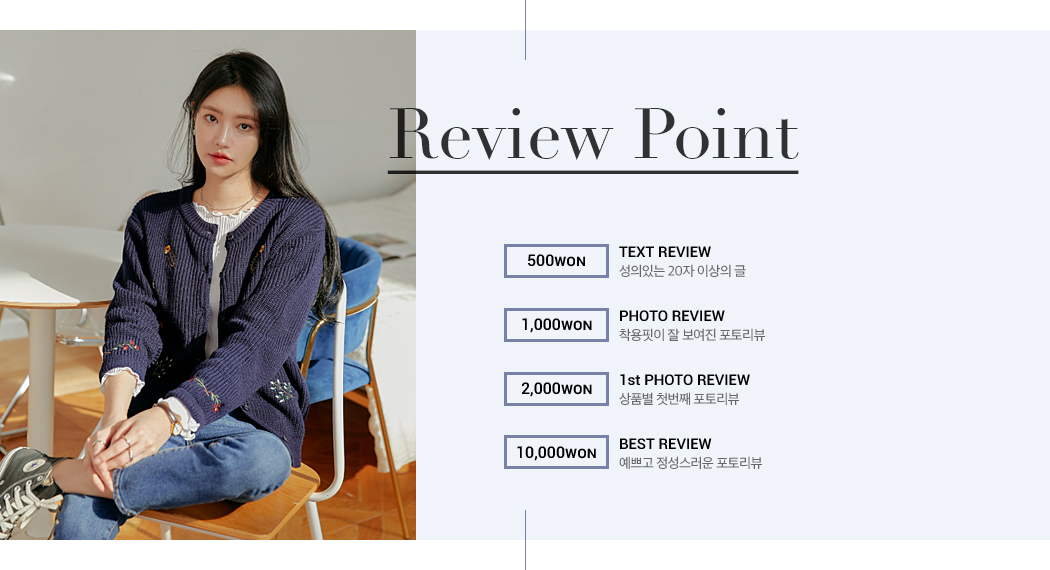 Review Point
500WON
TEXT REVIEW
성의있는 20자 이상의 글
1,000WON
PHOTO REVIEW
착용핏이 잘 보여진 포토리뷰
2,000WON
1st PHOTO REVIEW
상품별 첫번째 포토리뷰
10,000WON
BEST REVIEW
예쁘고 정성스러운 포토리뷰